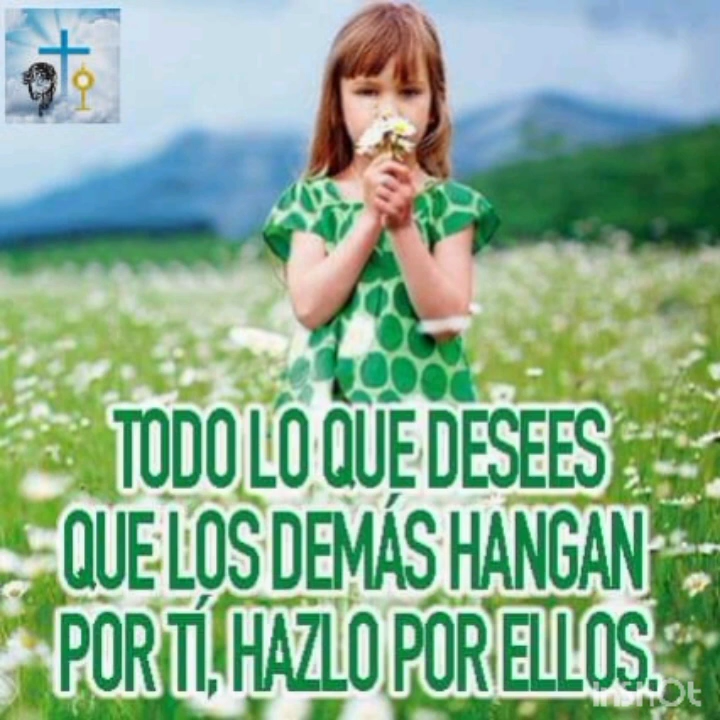 TODO LO QUE DESEES
QUE LOS DEMÁS HANGAN
POR TÍ, HAZLO POR ELLOS.
InShOt